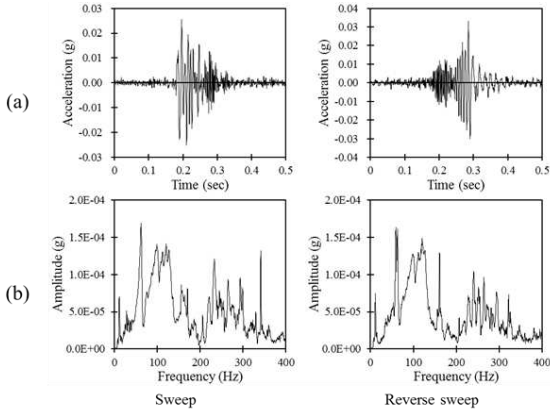 (a)
Acceleration (g)
0.03
0.02
0.01
0.00
-0.01
-0.02
-0.03
0 0.1 0.2 0.3 0.4 0.5
Time (sec)
Acceleration (g)
0.04
0.03
0.02
0.01
0.00
-0.01
-0.02
-0.03
-0.04
0 0.1 0.2 0.3 0.4 0.5
Time (sec)
(b)
Amplitude (g)
2.0E-04
1.5E-04
1.0E-04
5.0E-05
0.0E+00
0 100 200 300 400
Frequency (Hz)
Sweep
Amplitude (g)
2.0E-04
1.5E-04
1.0E-04
5.0E-05
0.0E+00
0 100 200 300 400
Frequency (Hz)
Reverse sweep